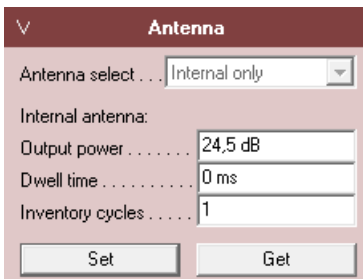 V Antenna
Antenna select . . . Internal only
Internal antenna:
Output power . . . . . . . 24,5 dB
Dwell time . . . . . . . . . . 0 ms
Inventory cycles . . . . . 1
Set Get